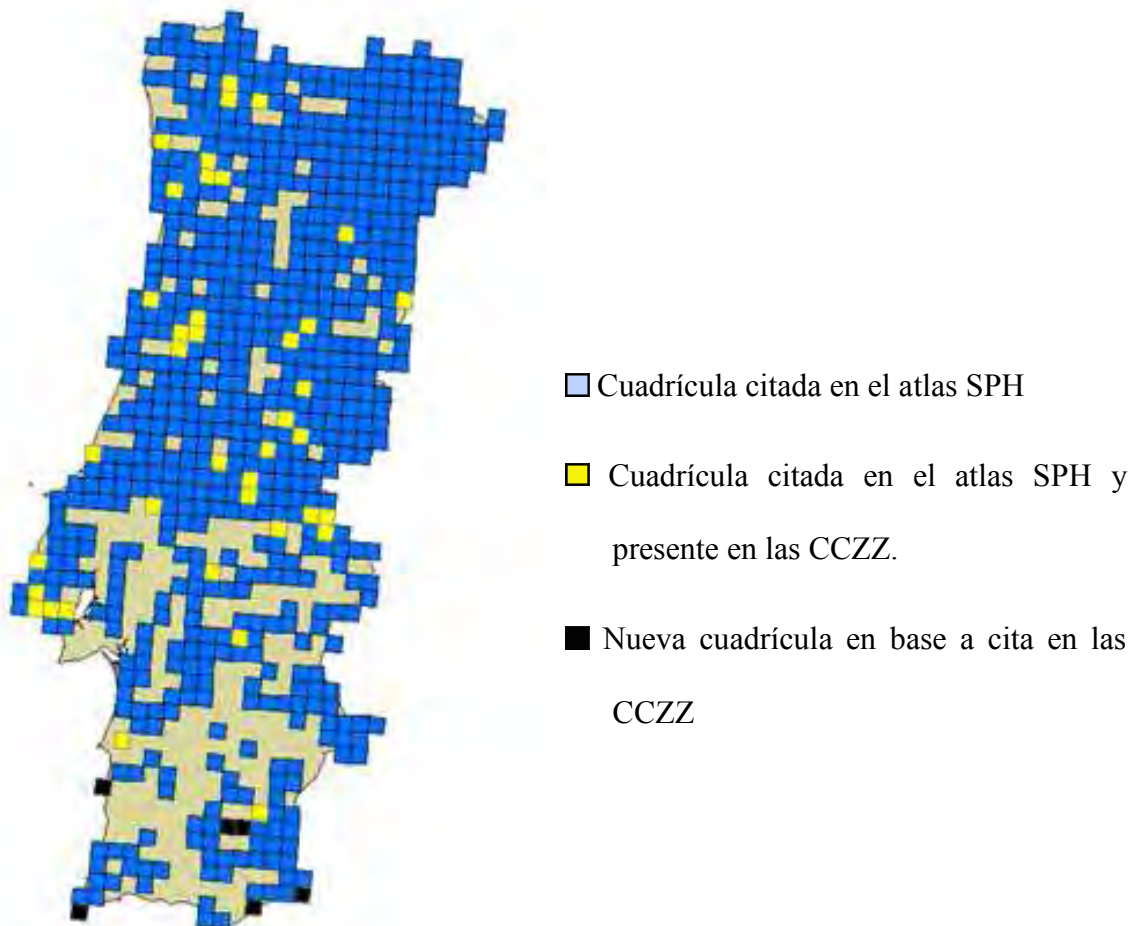 Cuadrícula citada en el atlas SPH
Cuadrícula citada en el atlas SPH y
presente en las CCZZ.
Nueva cuadrícula en base a cita en las
CCZZ